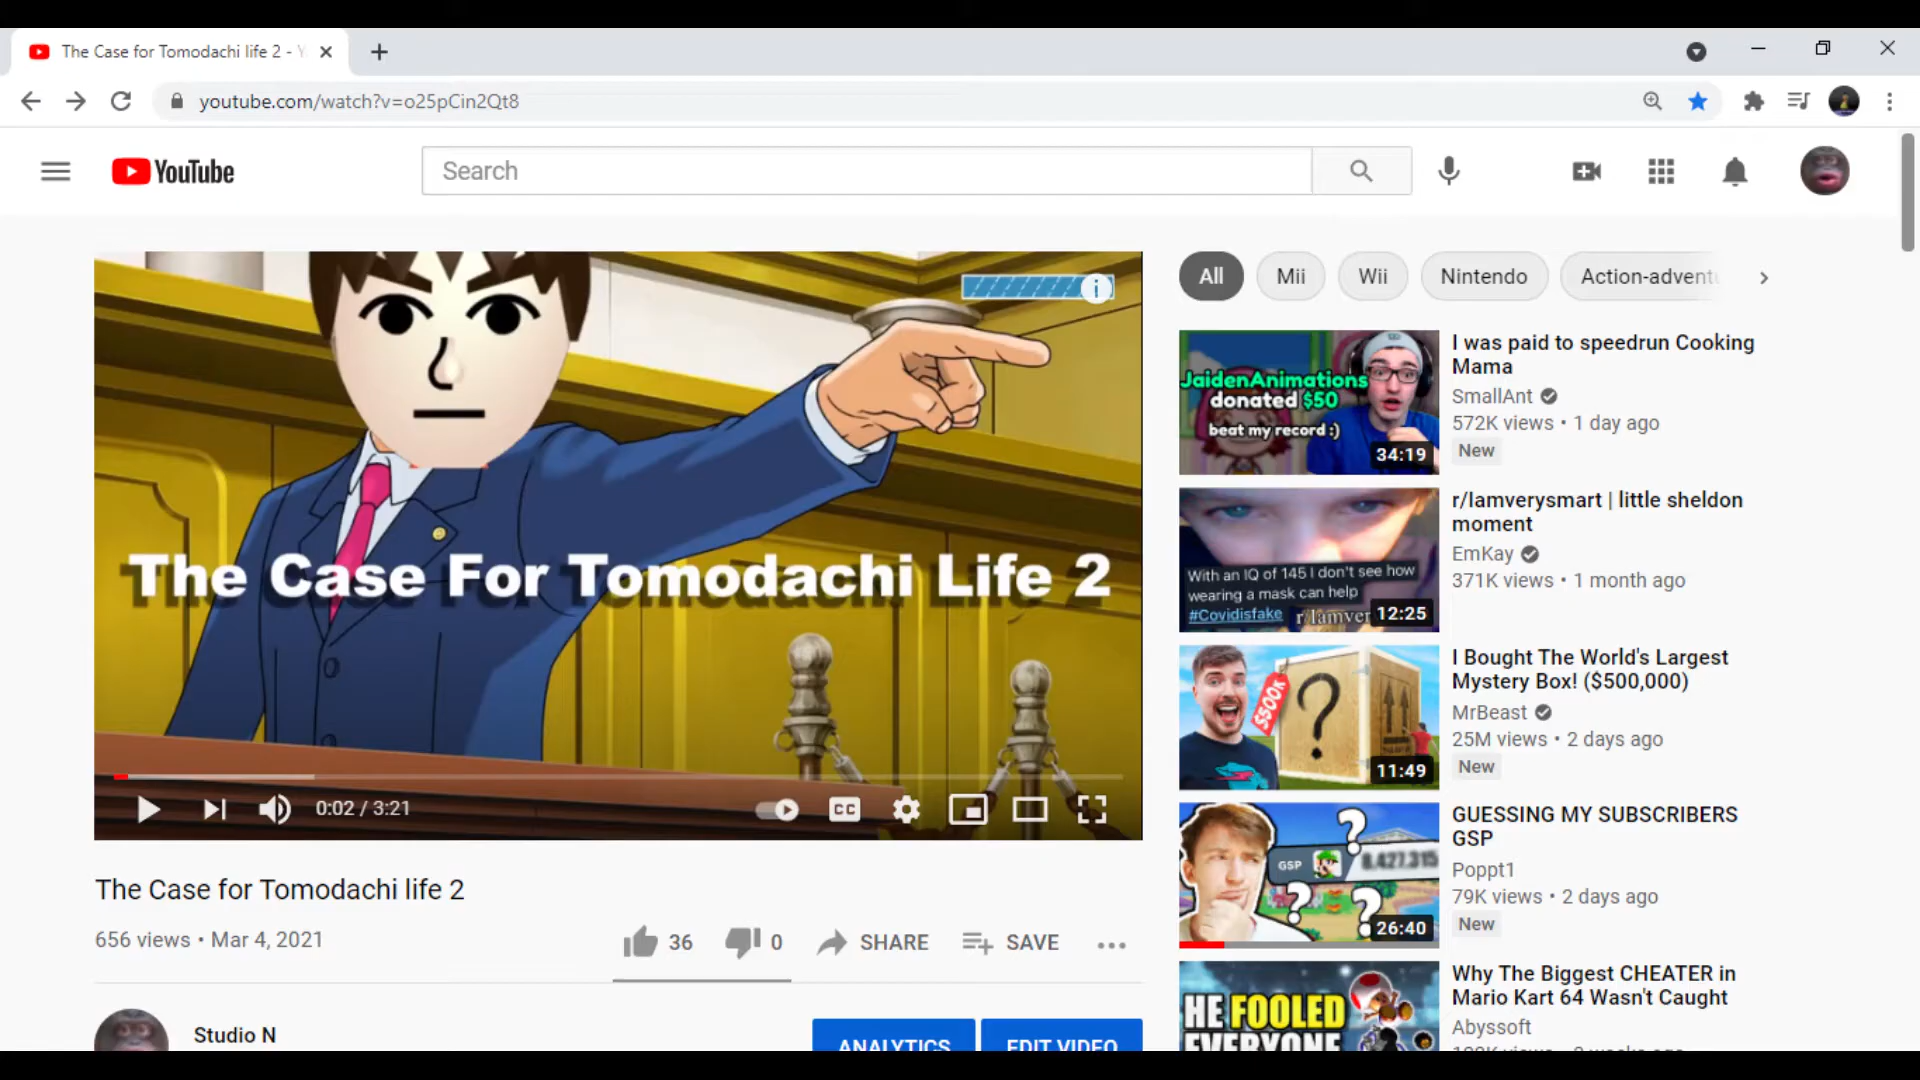 The Case for Tomodachi life 2 - Y
youtube.com/watch?v=o25pCin2Qt8
YouTube
Search
The Case For Tomodachi Life 2
0:02 / 3:21
CC
The Case for Tomodachi life 2
656 views • Mar 4, 2021
36
0
SHARE
SAVE
Studio N
ANALYTICS
EDIT VIDEO
All
Mii
Wii
Nintendo
Action-advent
JaidenAnimations
donated $50
beat my record :)
34:19
I was paid to speedrun Cooking
Mama
SmallAnt
572K views • 1 day ago
New
With an IQ of 145 I don't see how
wearing a mask can help
#Covidisfake
r/Iamver
12:25
r/Iamverysmart | little sheldon
moment
EmKay
371K views • 1 month ago
$500K
?
11:49
I Bought The World's Largest
Mystery Box! ($500,000)
MrBeast
25M views • 2 days ago
New
GSP
8,427,315
? ? ?
26:40
GUESSING MY SUBSCRIBERS
GSP
Poppt1
79K views • 2 days ago
New
HE FOOLED
EVERYONE
Why The Biggest CHEATER in
Mario Kart 64 Wasn't Caught
Abyssoft